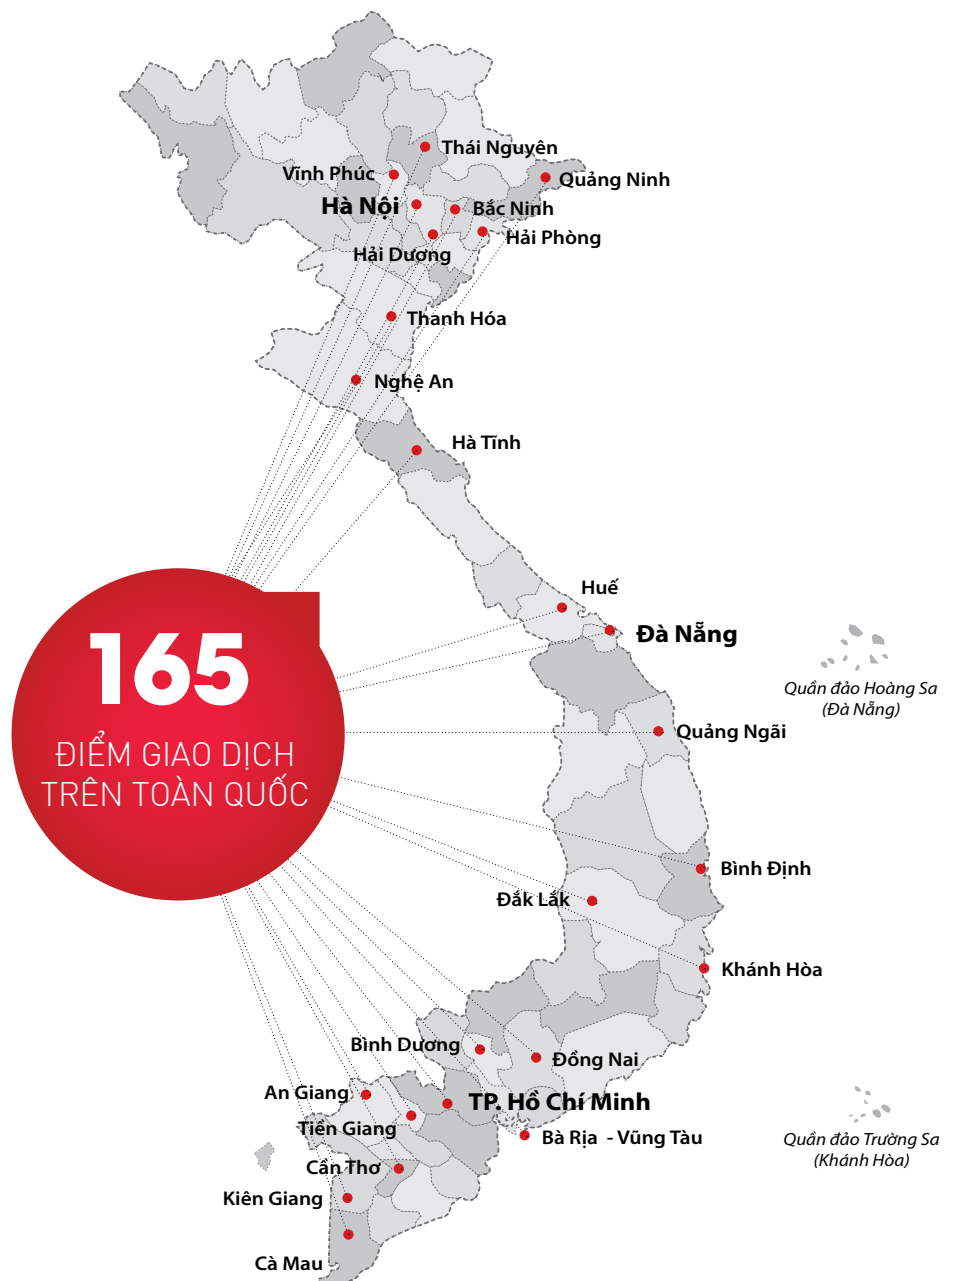 Thái Nguyên
Vĩnh Phúc
Quảng Ninh
Hà Nội
Bắc Ninh
Hải Phòng
Hải Dương
Thanh Hóa
Nghệ An
Hà Tĩnh
Huế
Đà Nẵng
165
ĐIỂM GIAO DỊCH
TRÊN TOÀN QUỐC
Quần đảo Hoàng Sa
(Đà Nẵng)
Quảng Ngãi
Bình Định
Đắk Lắk
Khánh Hòa
Bình Dương
Đồng Nai
An Giang
TP. Hồ Chí Minh
Tiền Giang
Bà Rịa - Vũng Tàu
Quần đảo Trường Sa
(Khánh Hòa)
Cần Thơ
Kiên Giang
Cà Mau